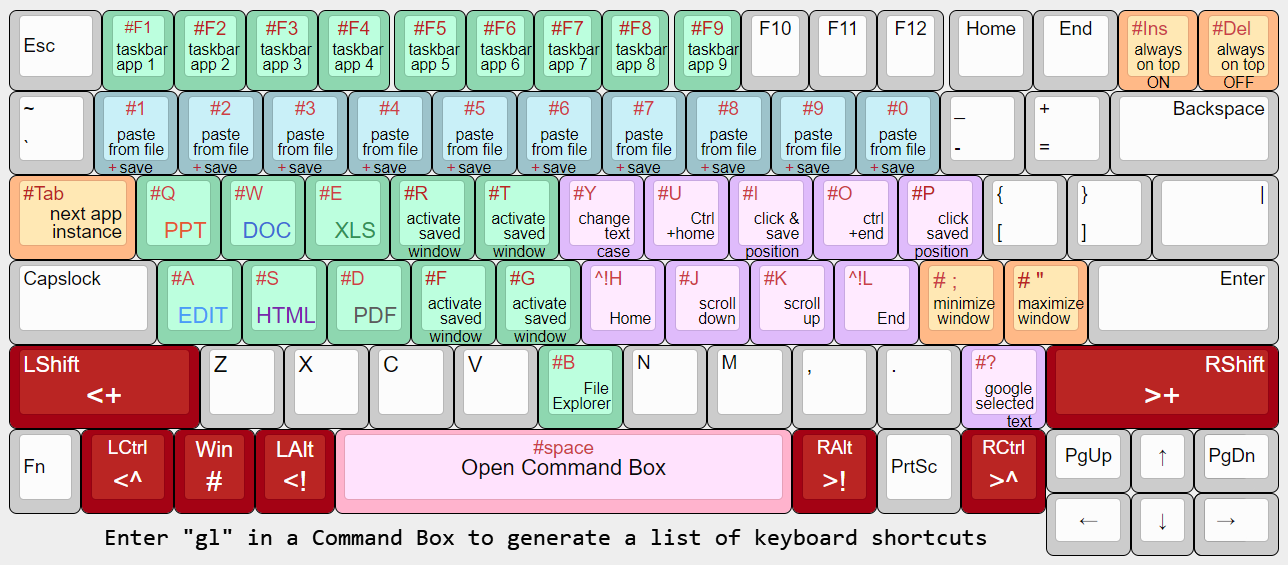 Esc
#F1
taskbar
app 1
#F2
taskbar
app 2
#F3
taskbar
app 3
#F4
taskbar
app 4
#F5
taskbar
app 5
#F6
taskbar
app 6
#F7
taskbar
app 7
#F8
taskbar
app 8
#F9
taskbar
app 9
F10
F11
F12
Home
End
#Ins
always
on top
ON
#Del
always
on top
OFF
~
`
#1
paste
from file
+ save
#2
paste
from file
+ save
#3
paste
from file
+ save
#4
paste
from file
+ save
#5
paste
from file
+ save
#6
paste
from file
+ save
#7
paste
from file
+ save
#8
paste
from file
+ save
#9
paste
from file
+ save
#0
paste
from file
+ save
_
-
+
=
Backspace
#Tab
next app
instance
#Q
PPT
#W
DOC
#E
XLS
#R
activate
saved
window
#T
activate
saved
window
#Y
change
text
case
#U
Ctrl
+home
#I
click &
save
position
#O
ctrl
+end
#P
click
saved
position
{
[
}
]
|
Capslock
#A
EDIT
#S
HTML
#D
PDF
#F
activate
saved
window
#G
activate
saved
window
^!H
Home
#J
scroll
down
#K
scroll
up
^!L
End
# ;
minimize
window
# "
maximize
window
Enter
LShift
<+
Z
X
C
V
#B
File
Explorer
N
M
,
.
#?
google
selected
text
RShift
>+
Fn
LCtrl
<^
Win
#
LAlt
<!
#space
Open Command Box
RAlt
>!
PrtSc
RCtrl
>^
PgUp
↑
PgDn
←
↓
→
Enter "gl" in a Command Box to generate a list of keyboard shortcuts